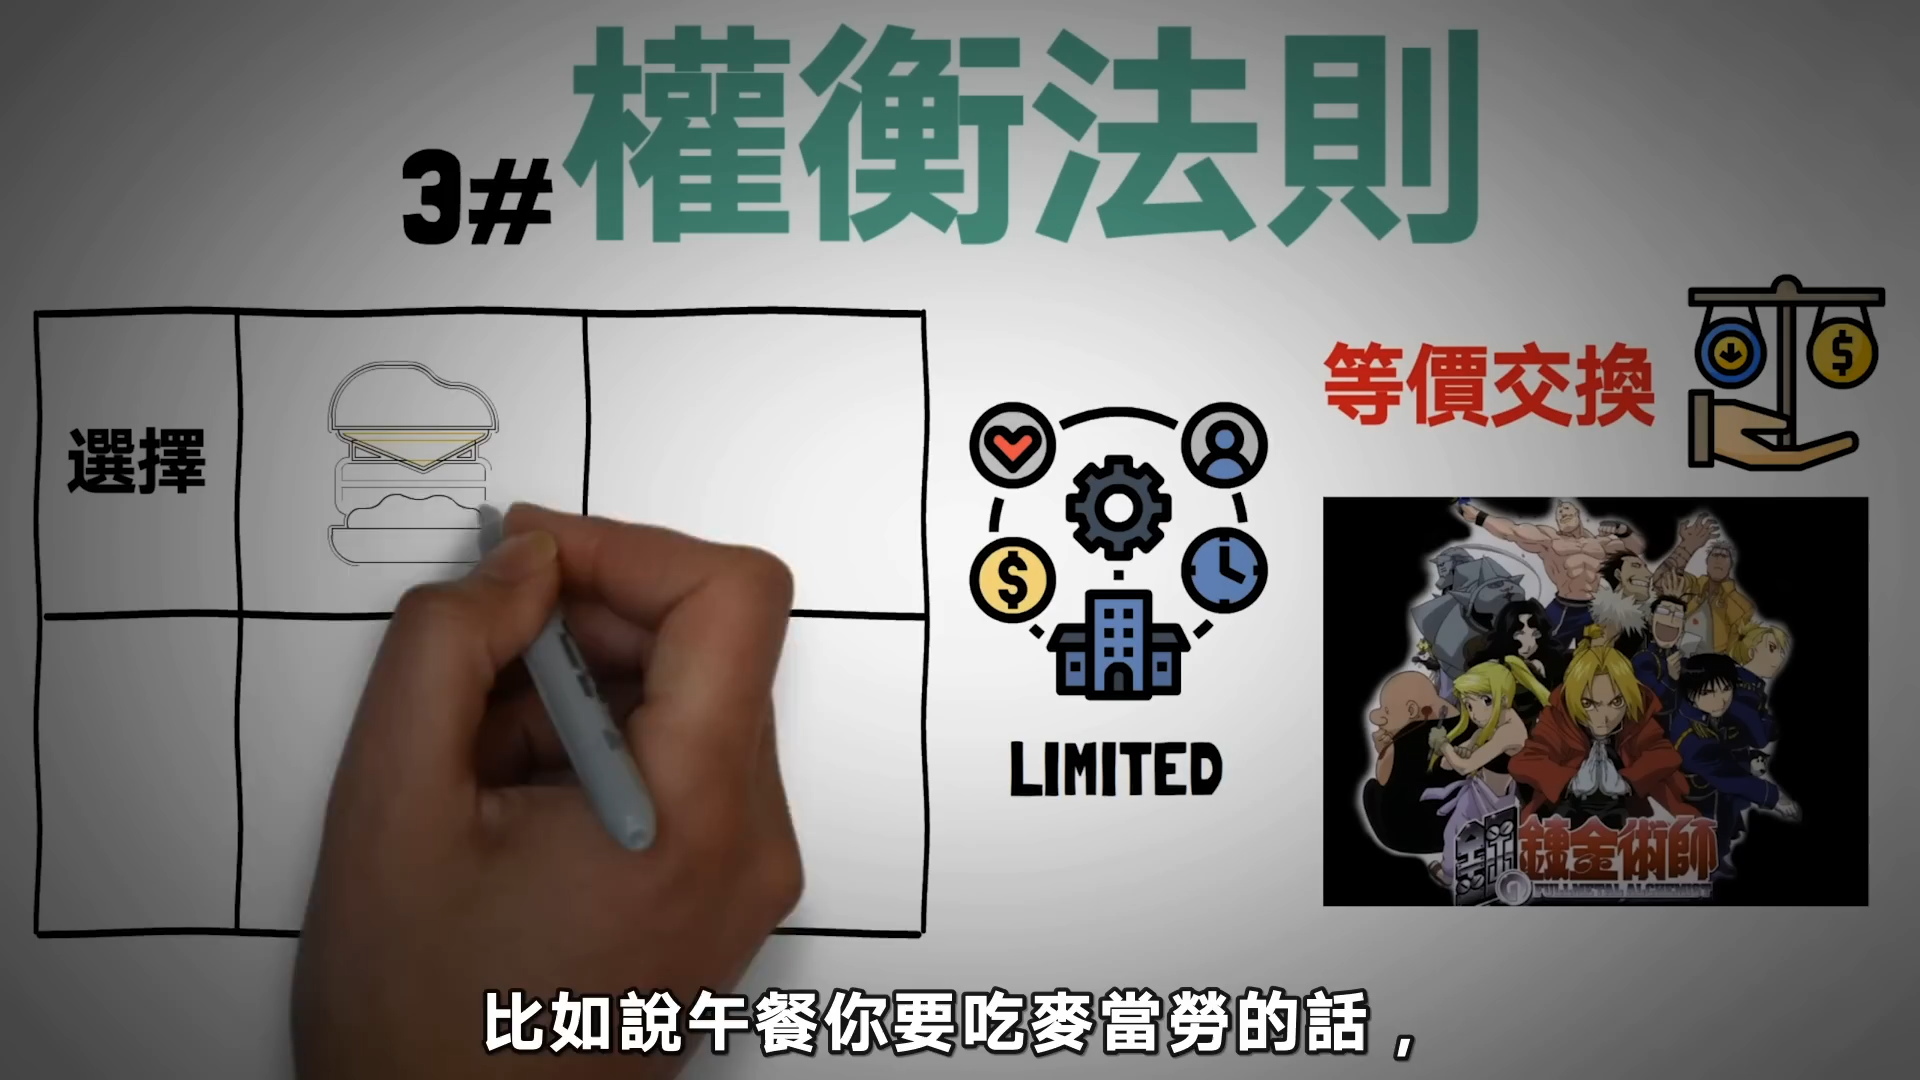 3#權衡法則
等價交換
選擇
LIMITED
鋼之鍊金術師
FULLMETAL ALCHEMIST
比如說午餐你要吃麥當勞的話，